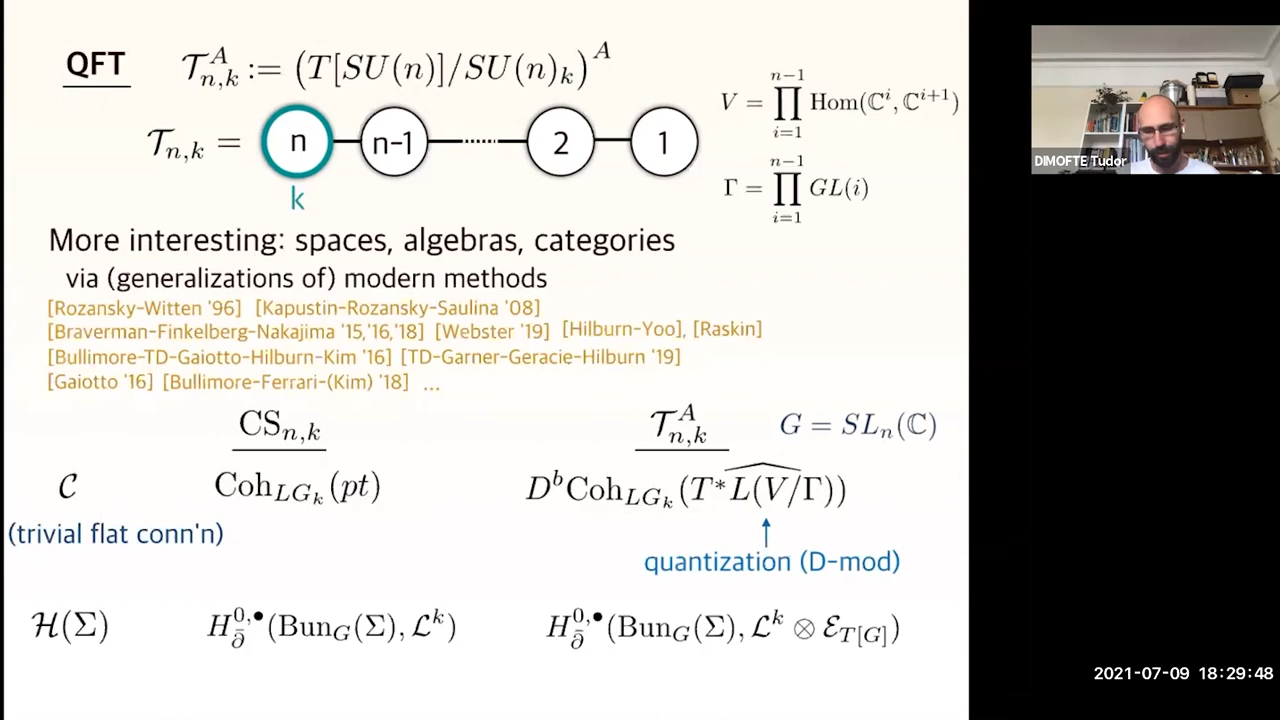 QFT 𝒯^A_{n,k} := (T[SU(n)]/SU(n)_k)^A
𝒯_{n,k} = n n-1 ........ 2 1
k
V = ∏_{i=1}^{n-1} Hom(ℂ^i, ℂ^{i+1})
Γ = ∏_{i=1}^{n-1} GL(i)
More interesting: spaces, algebras, categories
via (generalizations of) modern methods
[Rozansky-Witten '96] [Kapustin-Rozansky-Saulina '08]
[Braverman-Finkelberg-Nakajima '15,'16,'18] [Webster '19] [Hilburn-Yoo], [Raskin]
[Bullimore-TD-Gaiotto-Hilburn-Kim '16] [TD-Garner-Geracie-Hilburn '19]
[Gaiotto '16] [Bullimore-Ferrari-(Kim) '18] ...
CS_{n,k} 𝒯^A_{n,k} G = SL_n(ℂ)
𝒞 Coh_{LG_k}(pt) D^bCoh_{LG_k}(T^*\widehat{L(V/Γ)})
(trivial flat conn'n)
quantization (D-mod)
ℋ(Σ) H^{0,•}_{∂̄}(Bun_G(Σ), ℒ^k) H^{0,•}_{∂̄}(Bun_G(Σ), ℒ^k ⊗ ℰ_{T[G]})
DIMOFTE Tudor
2021-07-09 18:29:48